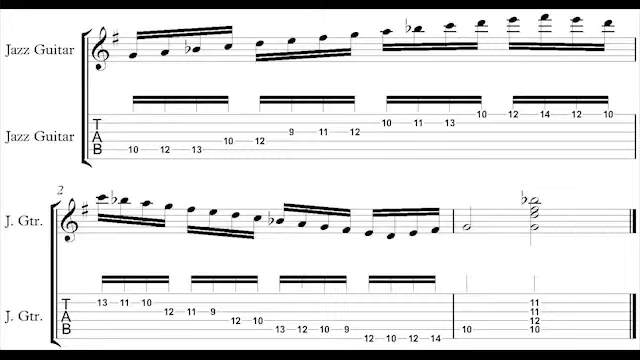 Jazz Guitar
10 12 14 12 10
T 10 11 13
9 11 12
Jazz Guitar
A 10 12
B 10 12 13
2
J. Gtr.
T 13 11 10 11
12 11 9 11
J. Gtr.
A 12 10 12
B 13 12 10 9 10 10
12 10 12 14